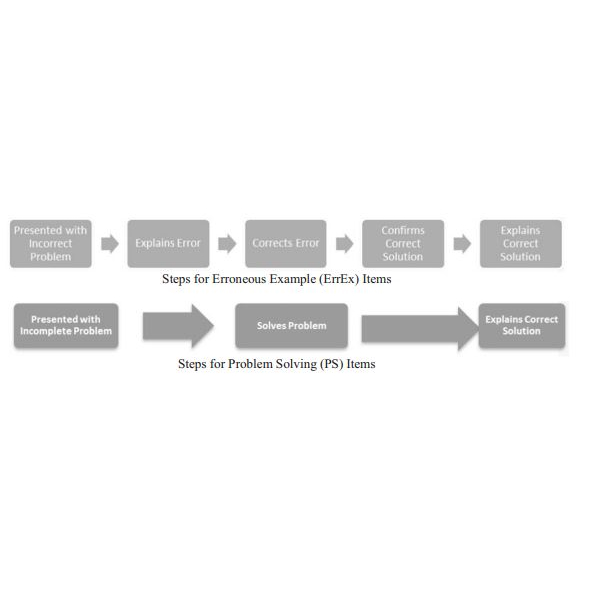 Presented with
Incorrect
Problem
Explains Error
Corrects Error
Confirms
Correct
Solution
Explains
Correct
Solution
Steps for Erroneous Example (ErrEx) Items
Presented with
Incomplete Problem
Solves Problem
Explains Correct
Solution
Steps for Problem Solving (PS) Items